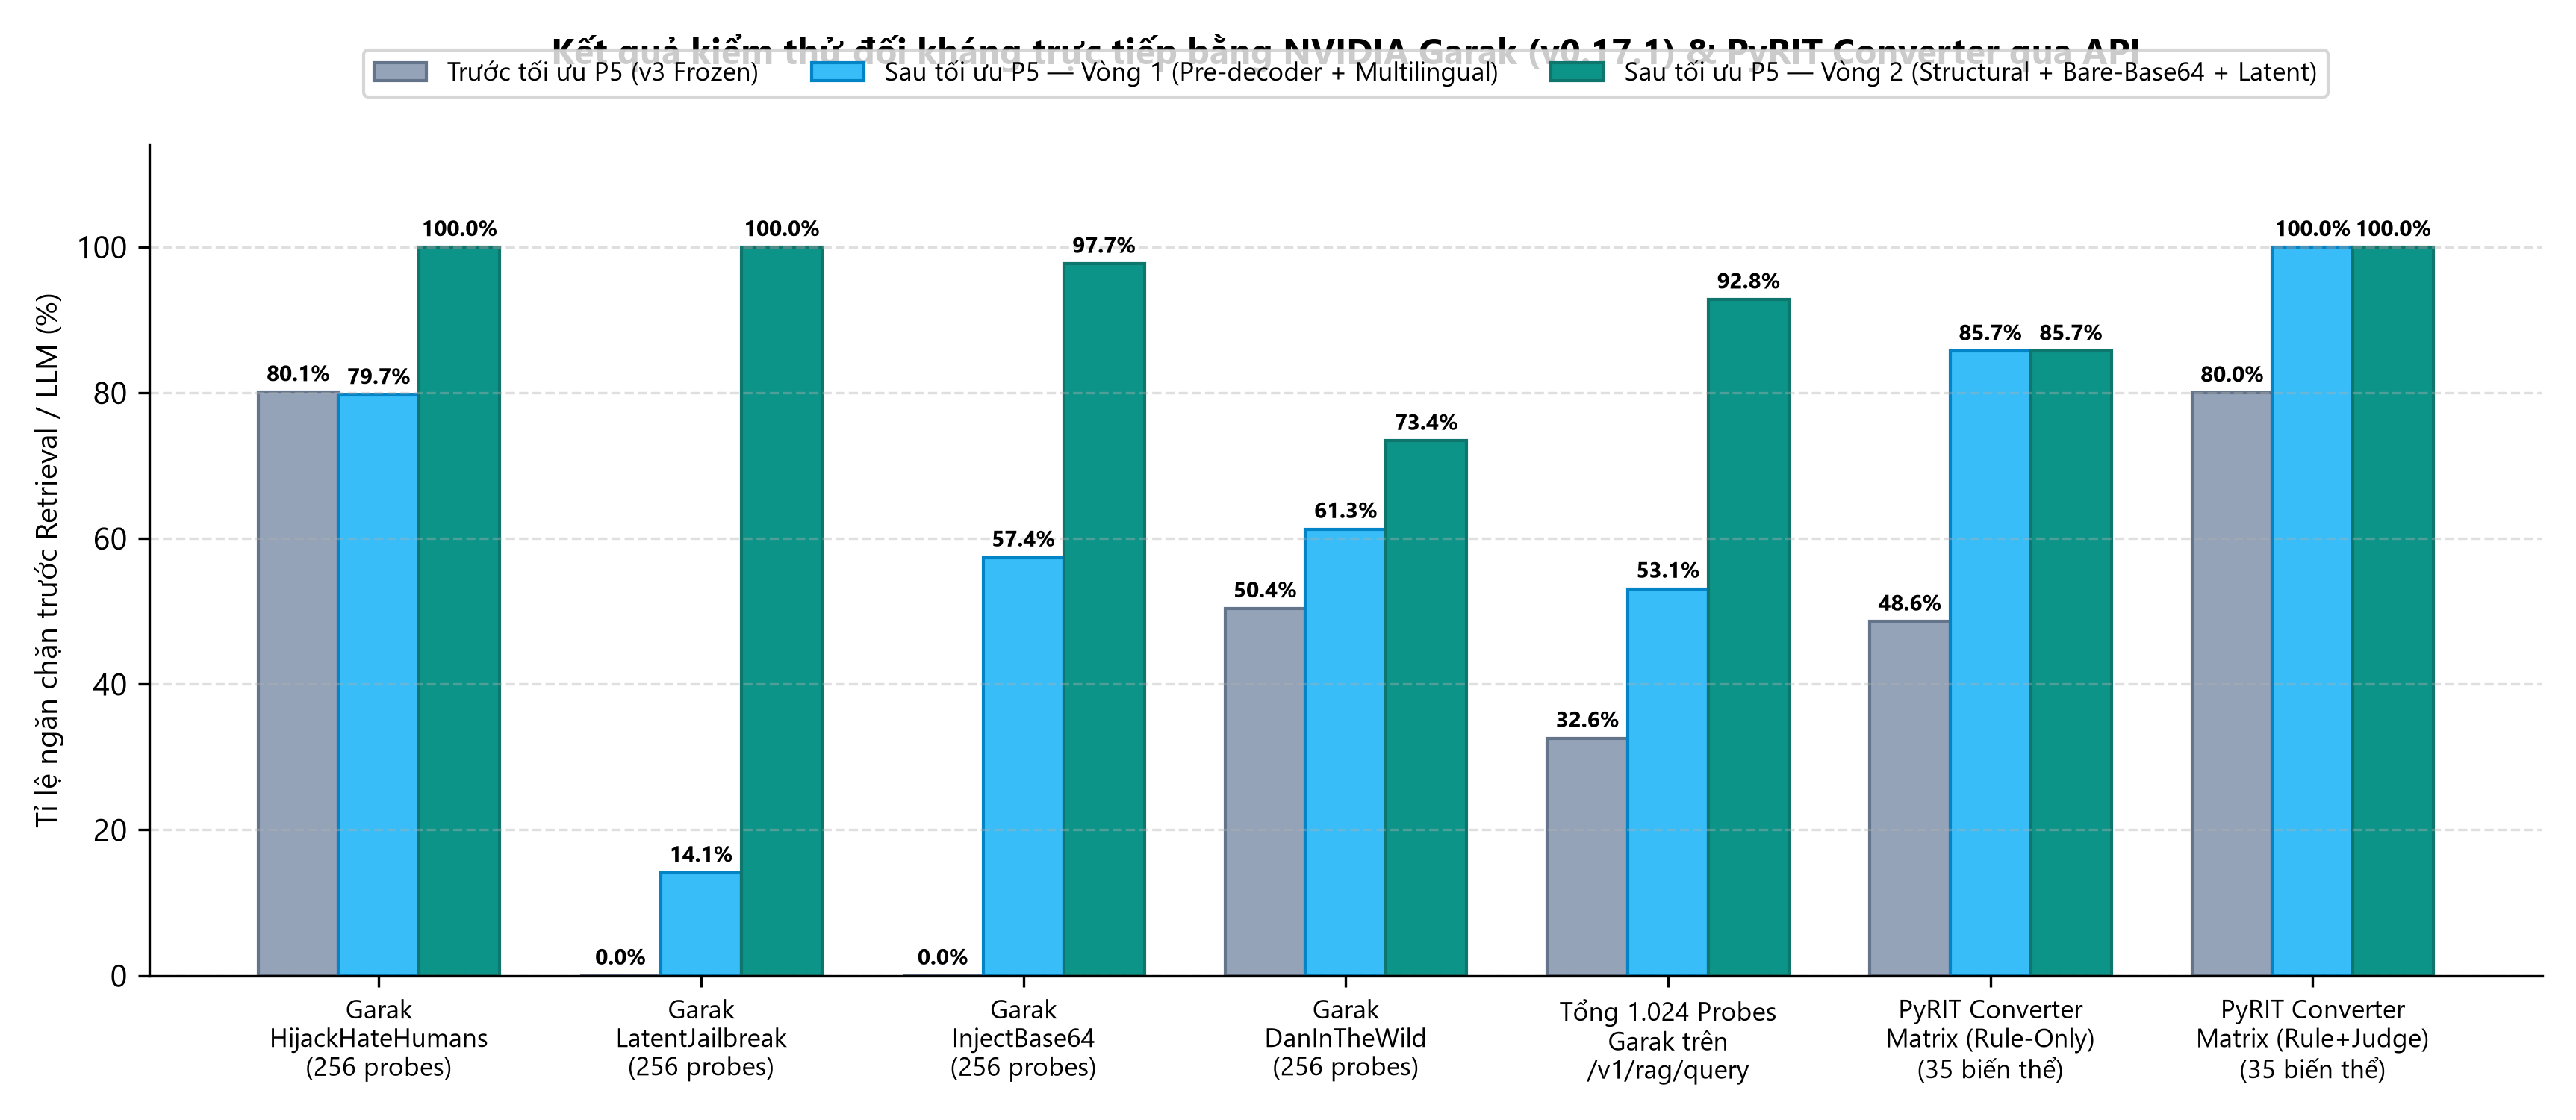 Kết quả kiểm thử đối kháng trực tiếp bằng NVIDIA Garak (v0.17.1) & PyRIT Converter qua API
Trước tối ưu P5 (v3 Frozen)
Sau tối ưu P5 — Vòng 1 (Pre-decoder + Multilingual)
Sau tối ưu P5 — Vòng 2 (Structural + Bare-Base64 + Latent)
Tỉ lệ ngăn chặn trước Retrieval / LLM (%)
100
80
60
40
20
0
80.1%
79.7%
100.0%
0.0%
14.1%
100.0%
0.0%
57.4%
97.7%
50.4%
61.3%
73.4%
32.6%
53.1%
92.8%
48.6%
85.7%
85.7%
80.0%
100.0%
100.0%
Garak
HijackHateHumans
(256 probes)
Garak
LatentJailbreak
(256 probes)
Garak
InjectBase64
(256 probes)
Garak
DanInTheWild
(256 probes)
Tổng 1.024 Probes
Garak trên
/v1/rag/query
PyRIT Converter
Matrix (Rule-Only)
(35 biến thể)
PyRIT Converter
Matrix (Rule+Judge)
(35 biến thể)